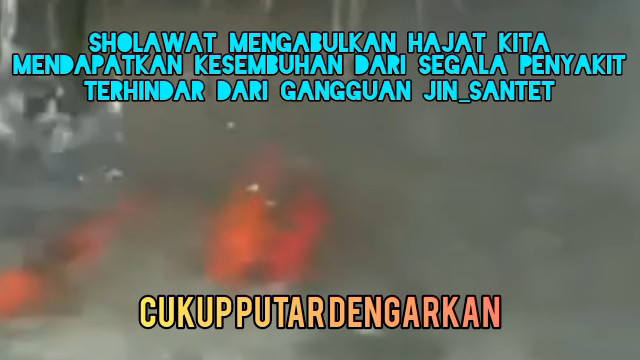 SHOLAWAT MENGABULKAN HAJAT KITA
MENDAPATKAN KESEMBUHAN DARI SEGALA PENYAKIT
TERHINDAR DARI GANGGUAN JIN_SANTET
CUKUP PUTAR DENGARKAN